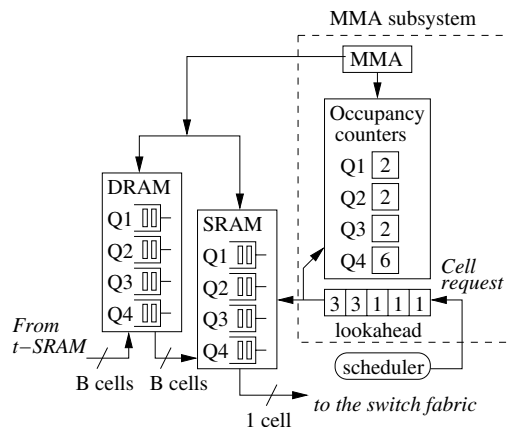 MMA subsystem
MMA
Occupancy
counters
Q1 2
Q2 2
Q3 2
Q4 6
DRAM
Q1
Q2
Q3
Q4
SRAM
Q1
Q2
Q3
Q4
Cell
request
3 3 1 1 1
lookahead
From
t−SRAM
B cells
B cells
scheduler
1 cell
to the switch fabric